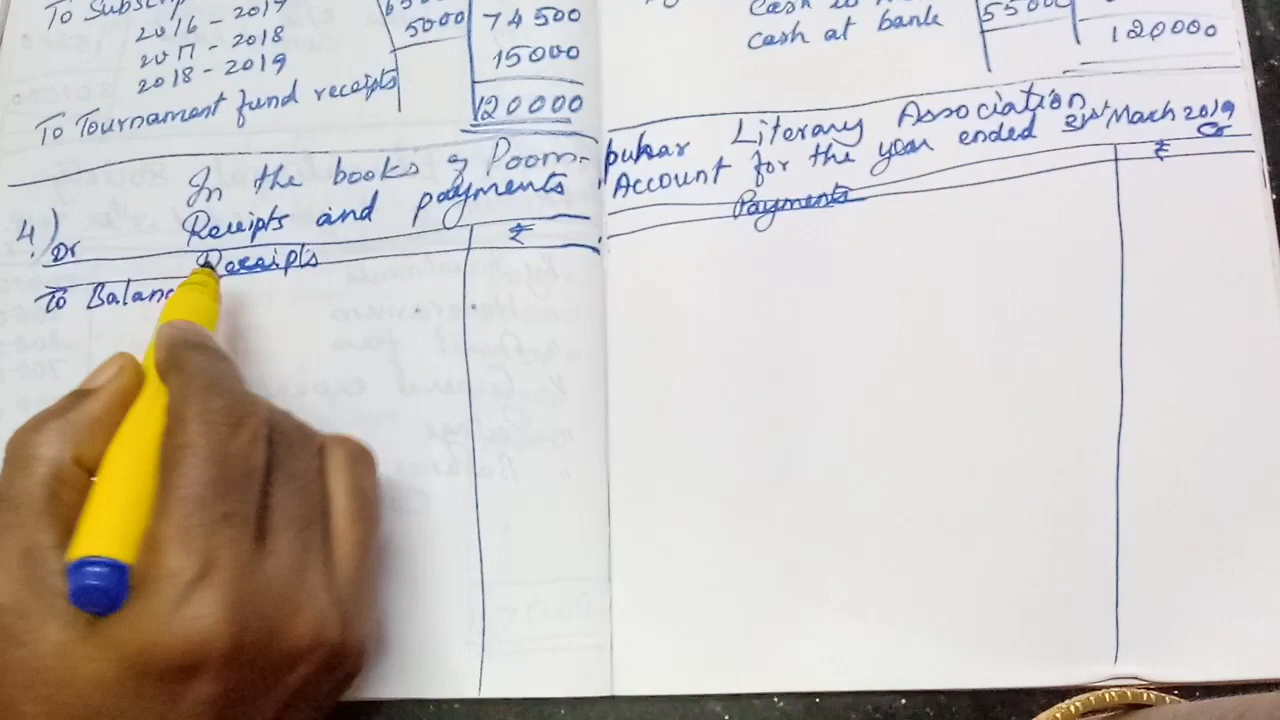 To Subscrip
2016 - 2017
2017 - 2018
5000
74500
2018 - 2019
15000
To Tournament fund receipts
120000
cash at bank
55000
120000
In the books of Poom-puhar Literary Association
4.) Receipts and payments Account for the year ended 31st March 2019
Dr
Cr
Receipts
₹
Payments
₹
To Balanc